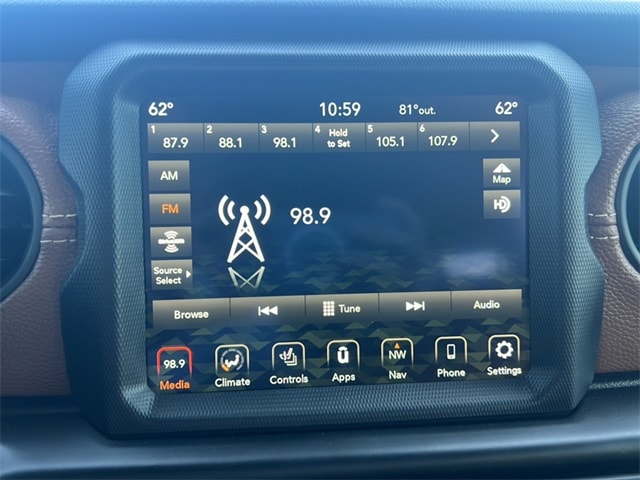 62° 10:59 81°out. 62°
1 87.9 2 88.1 3 98.1 4 Hold to Set 5 105.1 6 107.9
AM
Map
FM
98.9
HD
SiriusXM
Source
Select
Browse Tune Audio
98.9 NW
Media Climate Controls Apps Nav Phone Settings